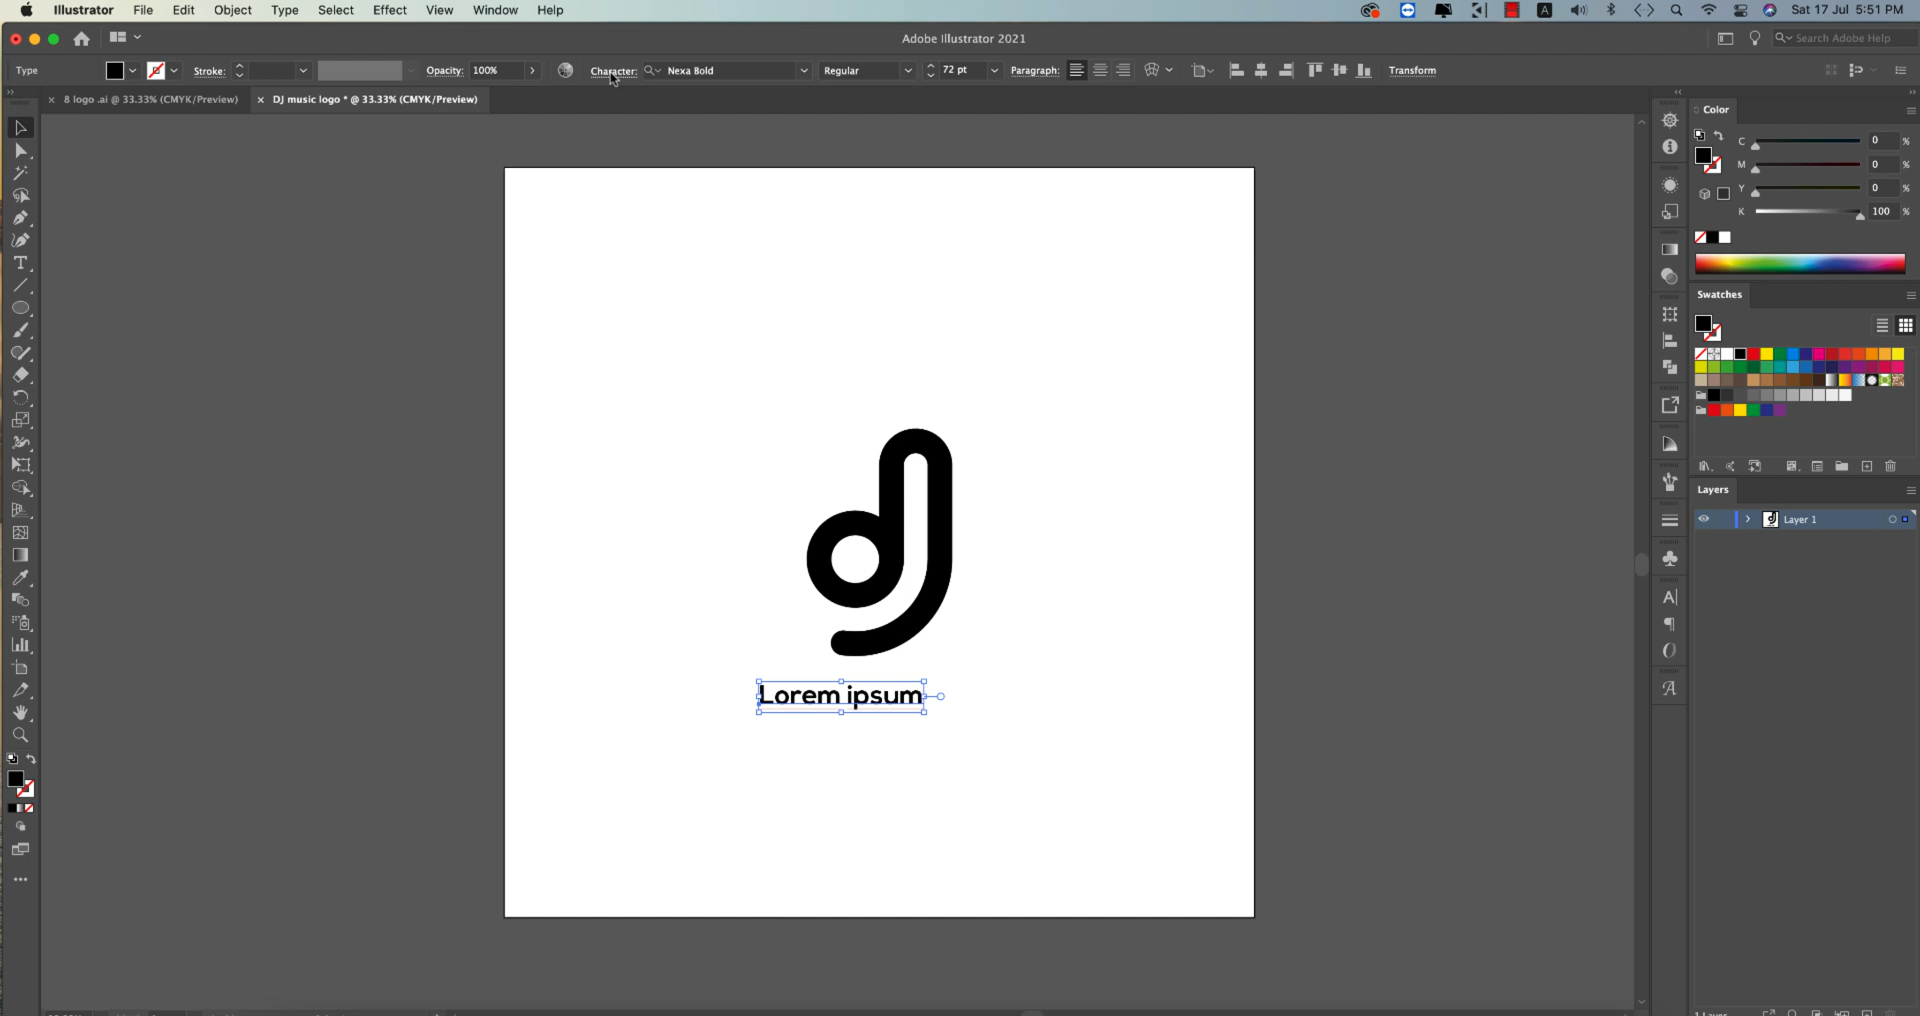 Illustrator File Edit Object Type Select Effect View Window Help
A
Sat 17 Jul 5:51 PM
Adobe Illustrator 2021
Search Adobe Help
Type
Stroke:
Opacity: 100%
Character: Nexa Bold
Regular
72 pt
Paragraph:
Transform
8 logo .ai @ 33.33% (CMYK/Preview)
DJ music logo * @ 33.33% (CMYK/Preview)
Color
C 0 %
M 0 %
Y 0 %
K 100 %
Swatches
Layers
Layer 1
Lorem ipsum